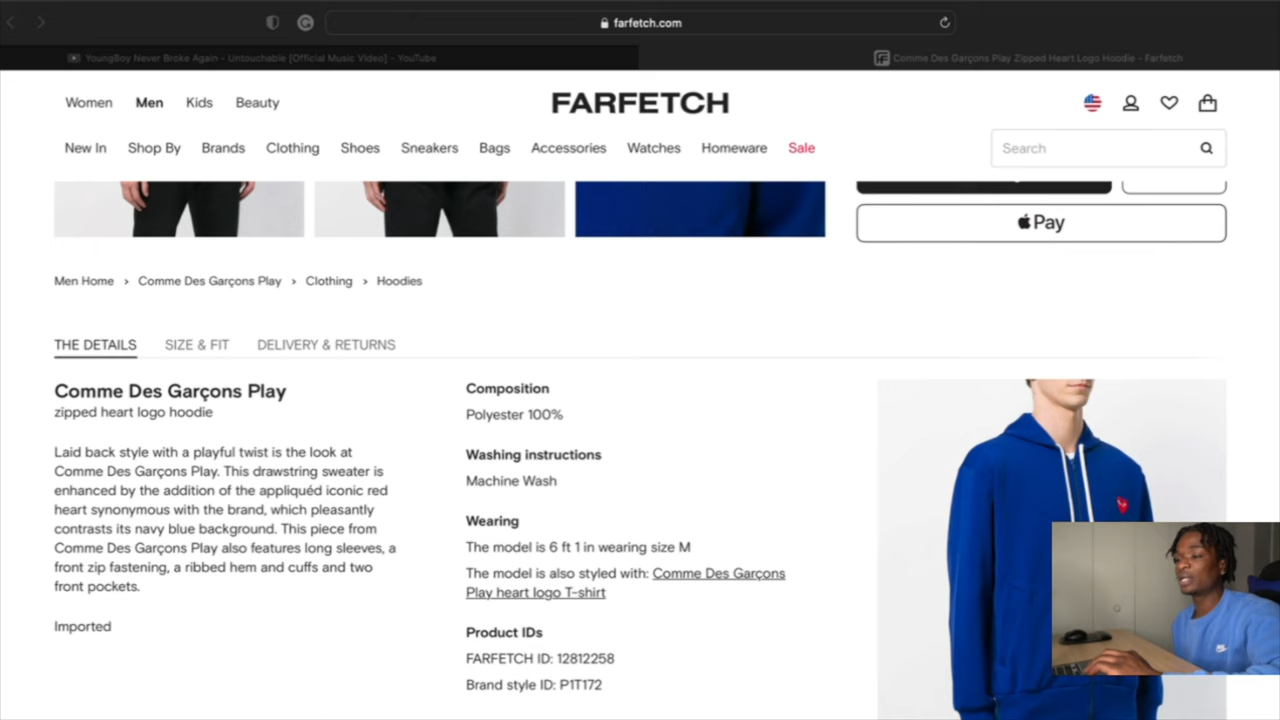 farfetch.com
YoungBoy Never Broke Again - Untouchable [Official Music Video] - YouTube
Comme Des Garçons Play Zipped Heart Logo Hoodie - Farfetch
Women Men Kids Beauty
FARFETCH
New In Shop By Brands Clothing Shoes Sneakers Bags Accessories Watches Homeware Sale
Search
Pay
Men Home > Comme Des Garçons Play > Clothing > Hoodies
THE DETAILS SIZE & FIT DELIVERY & RETURNS
Comme Des Garçons Play
zipped heart logo hoodie
Laid back style with a playful twist is the look at
Comme Des Garçons Play. This drawstring sweater is
enhanced by the addition of the appliquéd iconic red
heart synonymous with the brand, which pleasantly
contrasts its navy blue background. This piece from
Comme Des Garçons Play also features long sleeves, a
front zip fastening, a ribbed hem and cuffs and two
front pockets.
Imported
Composition
Polyester 100%
Washing instructions
Machine Wash
Wearing
The model is 6 ft 1 in wearing size M
The model is also styled with: Comme Des Garçons
Play heart logo T-shirt
Product IDs
FARFETCH ID: 12812258
Brand style ID: P1T172